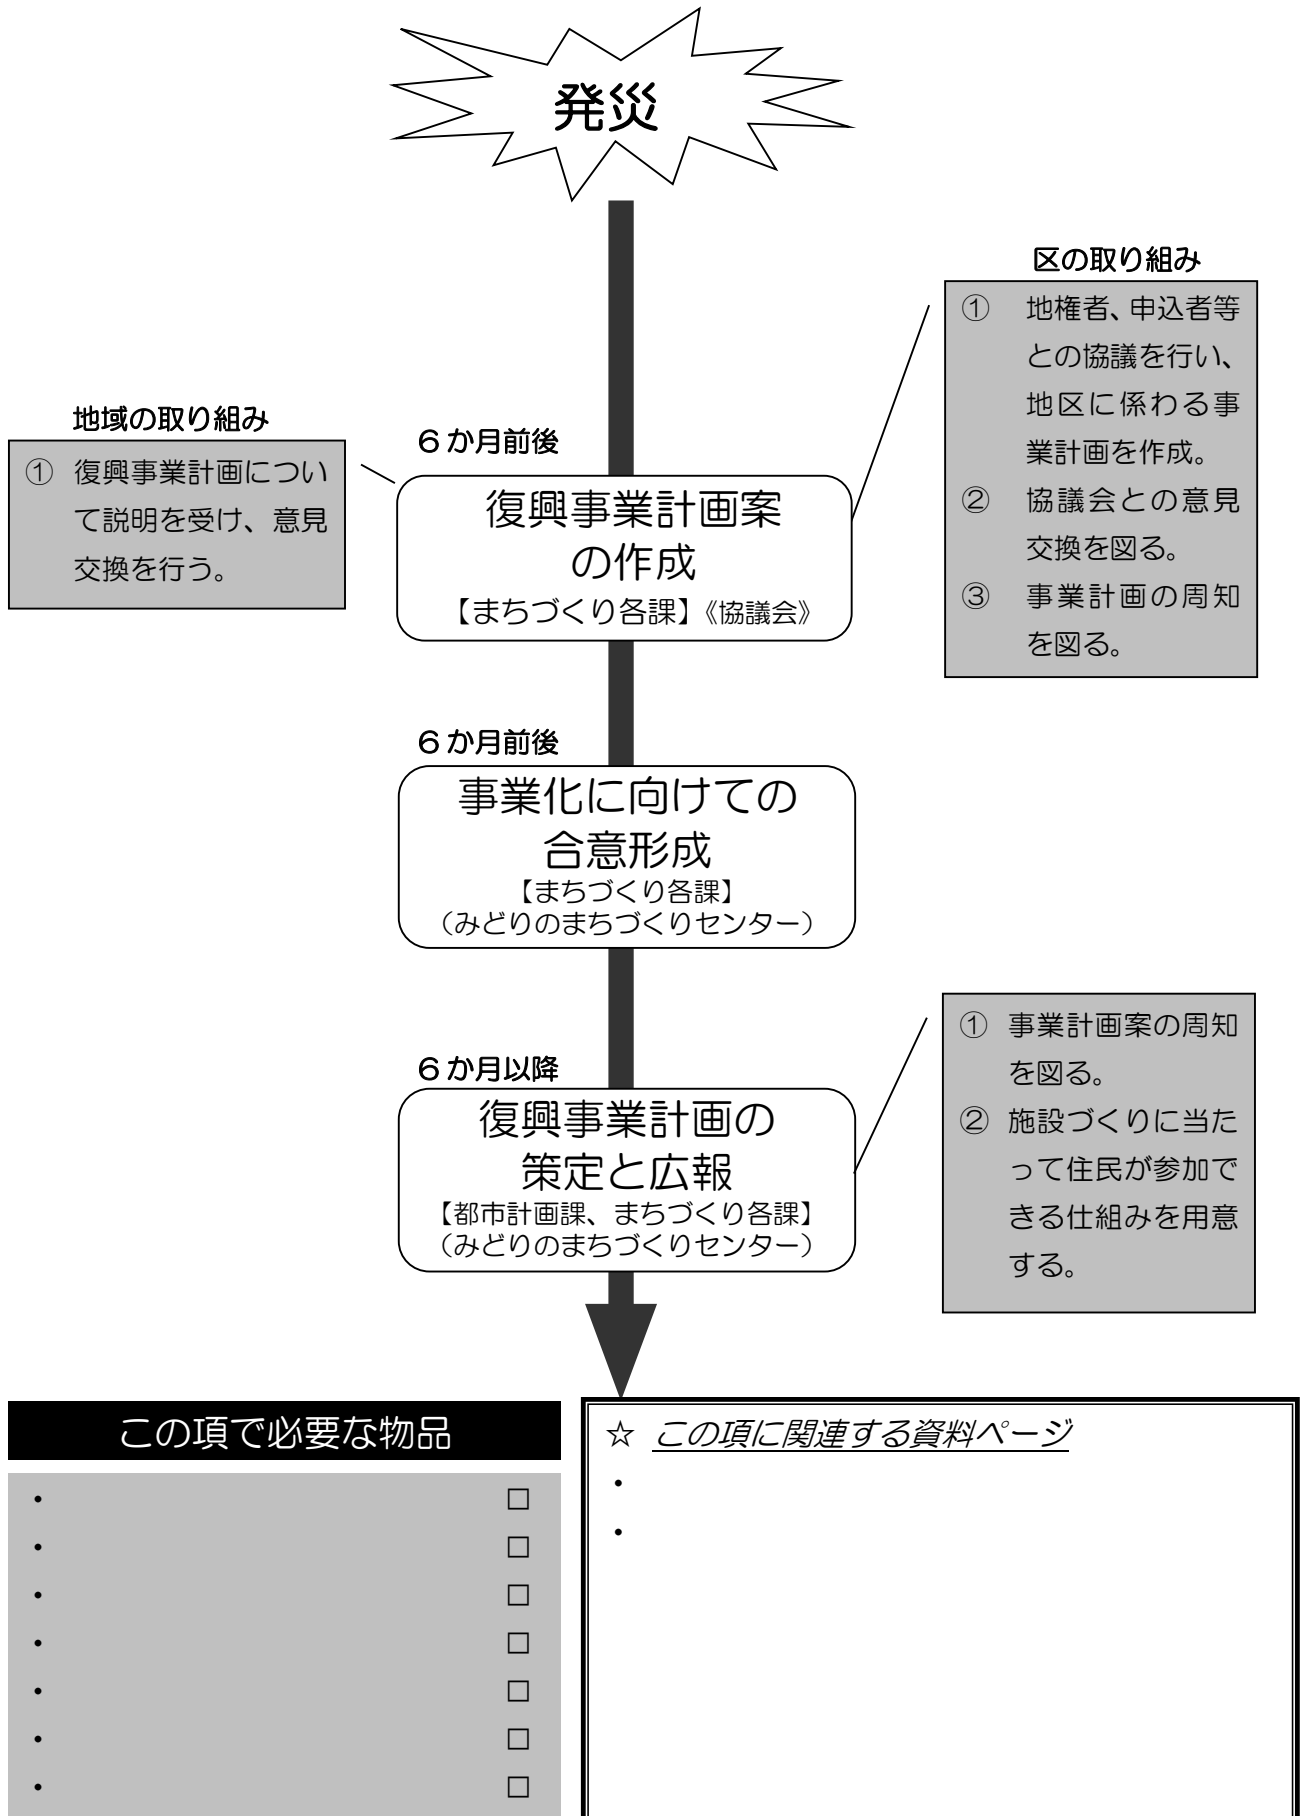 発災
区の取り組み
① 地権者、申込者等
との協議を行い、
地区に係わる事
業計画を作成。
② 協議会との意見
交換を図る。
③ 事業計画の周知
を図る。
地域の取り組み
① 復興事業計画につい
て説明を受け、意見
交換を行う。
６か月前後
復興事業計画案
の作成
【まちづくり各課】《協議会》
６か月前後
事業化に向けての
合意形成
【まちづくり各課】
（みどりのまちづくりセンター）
６か月以降
復興事業計画の
策定と広報
【都市計画課、まちづくり各課】
（みどりのまちづくりセンター）
① 事業計画案の周知
を図る。
② 施設づくりに当た
って住民が参加で
きる仕組みを用意
する。
この項で必要な物品
・ □
・ □
・ □
・ □
・ □
・ □
・ □
☆ この項に関連する資料ページ
・
・